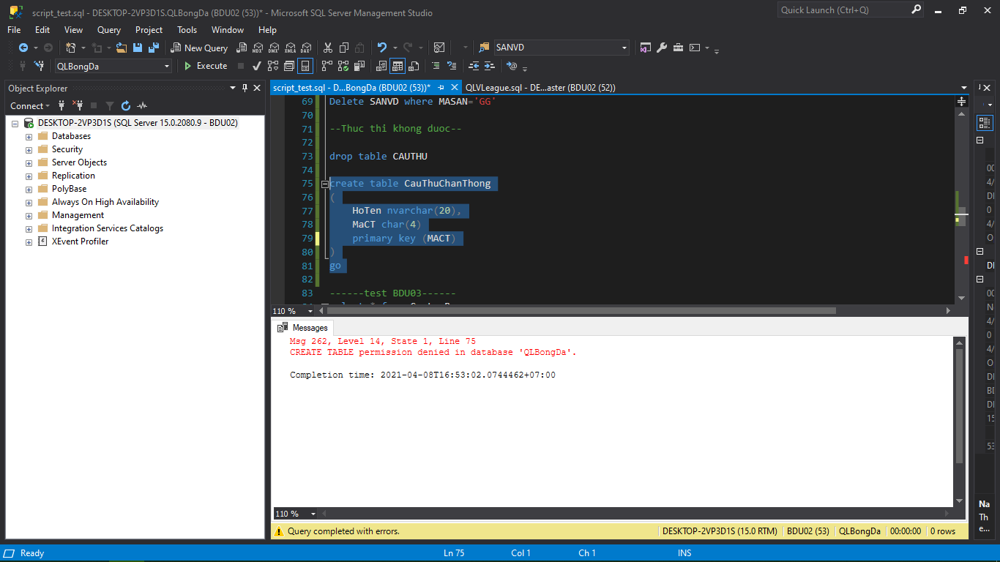 script_test.sql - DESKTOP-2VP3D1S.QLBongDa (BDU02 (53))* - Microsoft SQL Server Management Studio
Quick Launch (Ctrl+Q)
File Edit View Query Project Tools Window Help
New Query MDX DMX XMLA DAX SANVD
QLBongDa Execute
Object Explorer
Connect
DESKTOP-2VP3D1S (SQL Server 15.0.2080.9 - BDU02)
Databases
Security
Server Objects
Replication
PolyBase
Always On High Availability
Management
Integration Services Catalogs
XEvent Profiler
script_test.sql - D...BongDa (BDU02 (53))* QLVLeague.sql - DE...aster (BDU02 (52))
69 Delete SANVD where MASAN='GG'
70
71 --Thuc thi khong duoc--
72
73 drop table CAUTHU
74
75 create table CauThuChanThong
76 (
77 HoTen nvarchar(20),
78 MaCT char(4)
79 primary key (MACT)
80 )
81 go
82
83 ------test BDU03------
110 %
Messages
Msg 262, Level 14, State 1, Line 75
CREATE TABLE permission denied in database 'QLBongDa'.
Completion time: 2021-04-08T16:53:02.0744462+07:00
110 %
Query completed with errors. DESKTOP-2VP3D1S (15.0 RTM) BDU02 (53) QLBongDa 00:00:00 0 rows
Na
Th
e...
Ready Ln 75 Col 1 Ch 1 INS